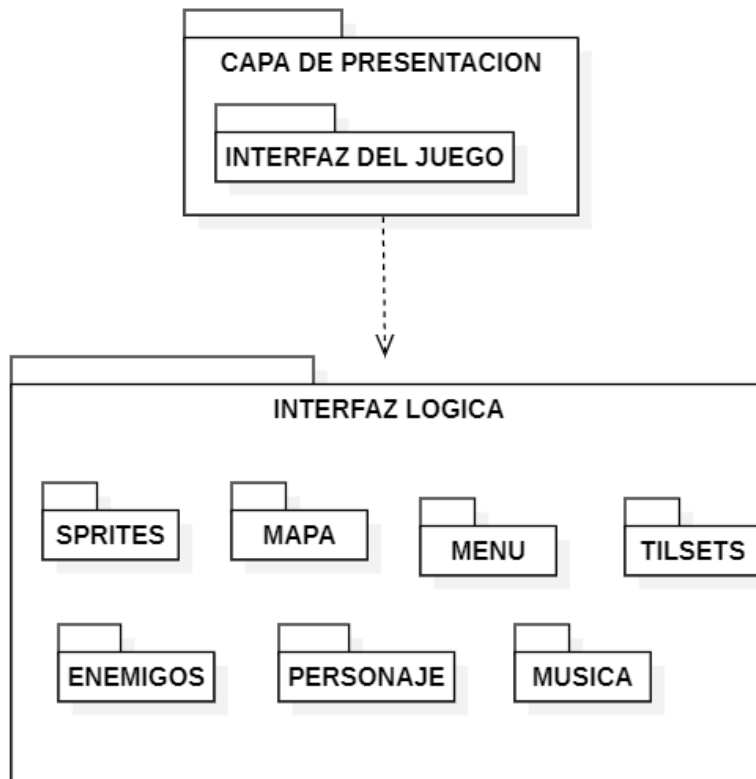 CAPA DE PRESENTACION
INTERFAZ DEL JUEGO
INTERFAZ LOGICA
SPRITES
MAPA
MENU
TILSETS
ENEMIGOS
PERSONAJE
MUSICA